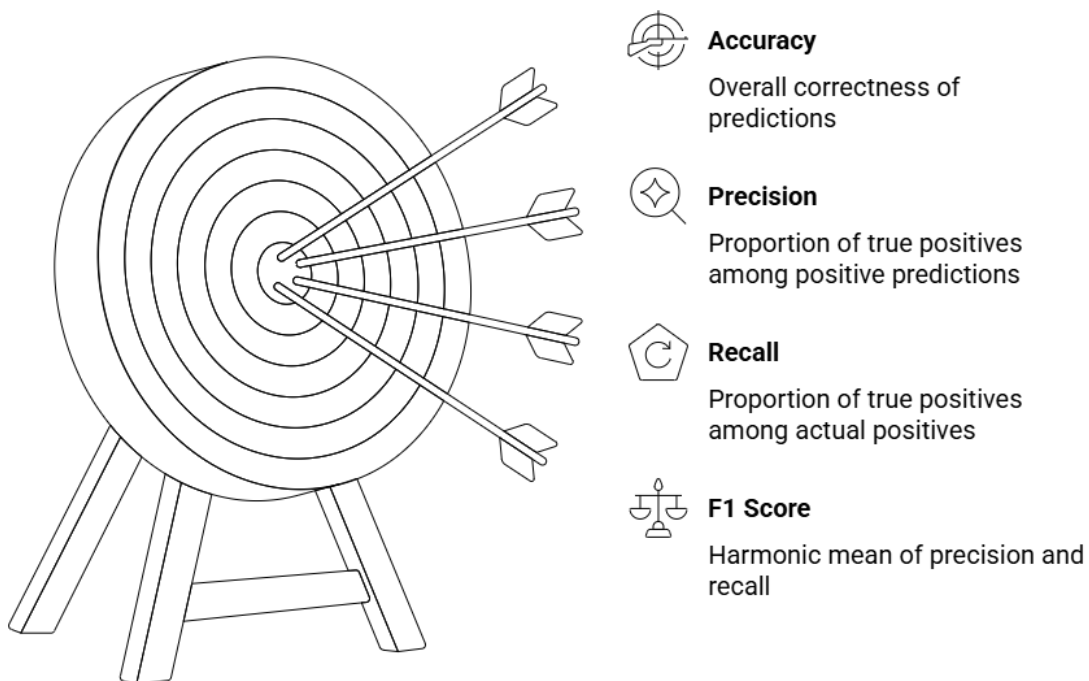 Accuracy
Overall correctness of
predictions
Precision
Proportion of true positives
among positive predictions
Recall
Proportion of true positives
among actual positives
F1 Score
Harmonic mean of precision and
recall